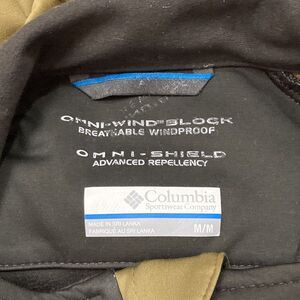 OMNI-WIND™ BLOCK
BREATHABLE WINDPROOF
OMNI-SHIELD
ADVANCED REPELLENCY
Columbia
Sportswear Company
MADE IN SRI LANKA
FABRIQUÉ AU SRI LANKA
M/M